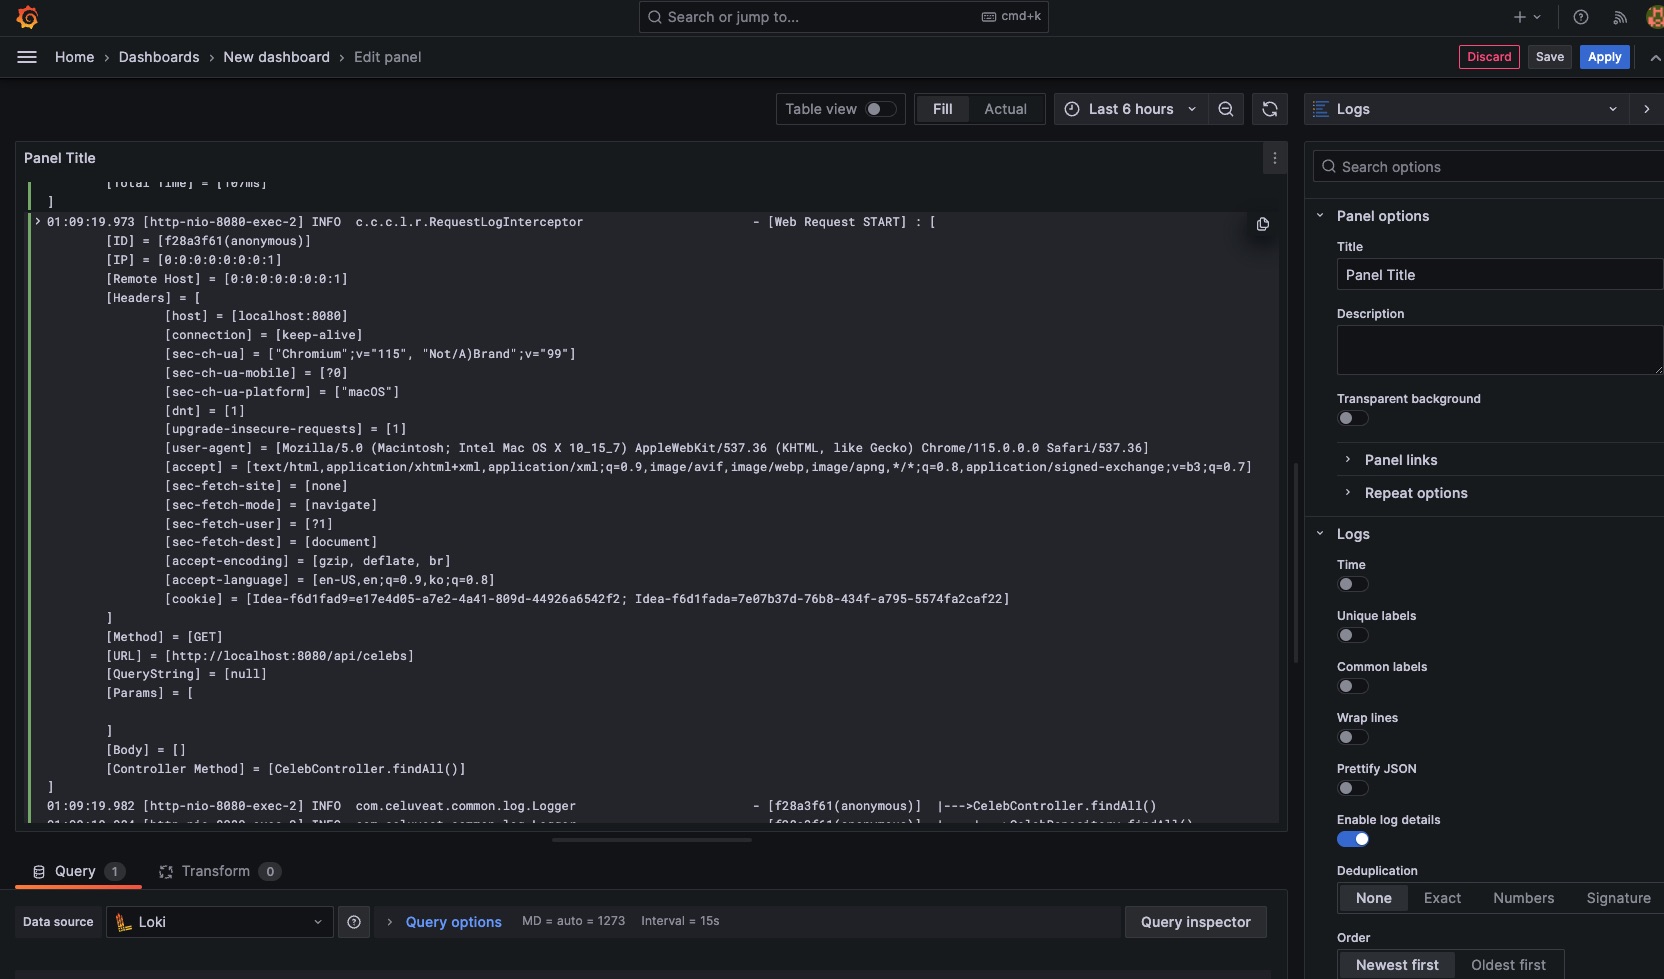 Search or jump to...
cmd+k
Home › Dashboards › New dashboard › Edit panel
Discard
Save
Apply
Table view
Fill
Actual
Last 6 hours
Logs
Panel Title
[Total Time] = [107ms]
]
01:09:19.973 [http-nio-8080-exec-2] INFO  c.c.c.l.r.RequestLogInterceptor - [Web Request START] : [
[ID] = [f28a3f61(anonymous)]
[IP] = [0:0:0:0:0:0:0:1]
[Remote Host] = [0:0:0:0:0:0:0:1]
[Headers] = [
[host] = [localhost:8080]
[connection] = [keep-alive]
[sec-ch-ua] = ["Chromium";v="115", "Not/A)Brand";v="99"]
[sec-ch-ua-mobile] = [?0]
[sec-ch-ua-platform] = ["macOS"]
[dnt] = [1]
[upgrade-insecure-requests] = [1]
[user-agent] = [Mozilla/5.0 (Macintosh; Intel Mac OS X 10_15_7) AppleWebKit/537.36 (KHTML, like Gecko) Chrome/115.0.0.0 Safari/537.36]
[accept] = [text/html,application/xhtml+xml,application/xml;q=0.9,image/avif,image/webp,image/apng,*/*;q=0.8,application/signed-exchange;v=b3;q=0.7]
[sec-fetch-site] = [none]
[sec-fetch-mode] = [navigate]
[sec-fetch-user] = [?1]
[sec-fetch-dest] = [document]
[accept-encoding] = [gzip, deflate, br]
[accept-language] = [en-US,en;q=0.9,ko;q=0.8]
[cookie] = [Idea-f6d1fad9=e17e4d05-a7e2-4a41-809d-44926a6542f2; Idea-f6d1fada=7e07b37d-76b8-434f-a795-5574fa2caf22]
]
[Method] = [GET]
[URL] = [http://localhost:8080/api/celebs]
[QueryString] = [null]
[Params] = [
]
[Body] = []
[Controller Method] = [CelebController.findAll()]
]
01:09:19.982 [http-nio-8080-exec-2] INFO  com.celuveat.common.log.Logger - [f28a3f61(anonymous)]  |--->CelebController.findAll()
Query 1
Transform 0
Data source
Loki
Query options
MD = auto = 1273
Interval = 15s
Query inspector
Search options
Panel options
Title
Panel Title
Description
Transparent background
Panel links
Repeat options
Logs
Time
Unique labels
Common labels
Wrap lines
Prettify JSON
Enable log details
Deduplication
None
Exact
Numbers
Signature
Order
Newest first
Oldest first